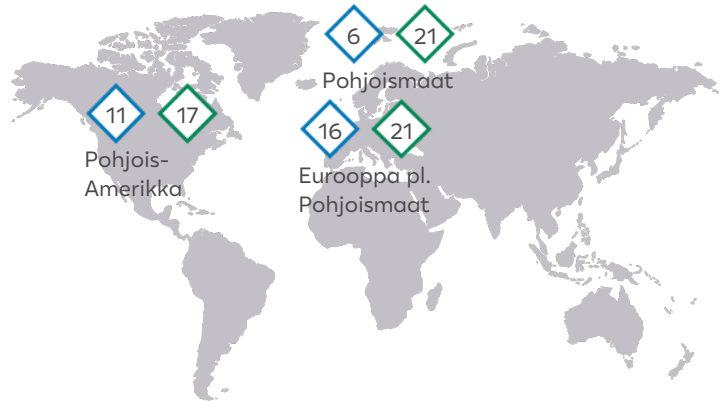 6 21
Pohjoismaat
11 17
Pohjois-
Amerikka
16 21
Eurooppa pl.
Pohjoismaat